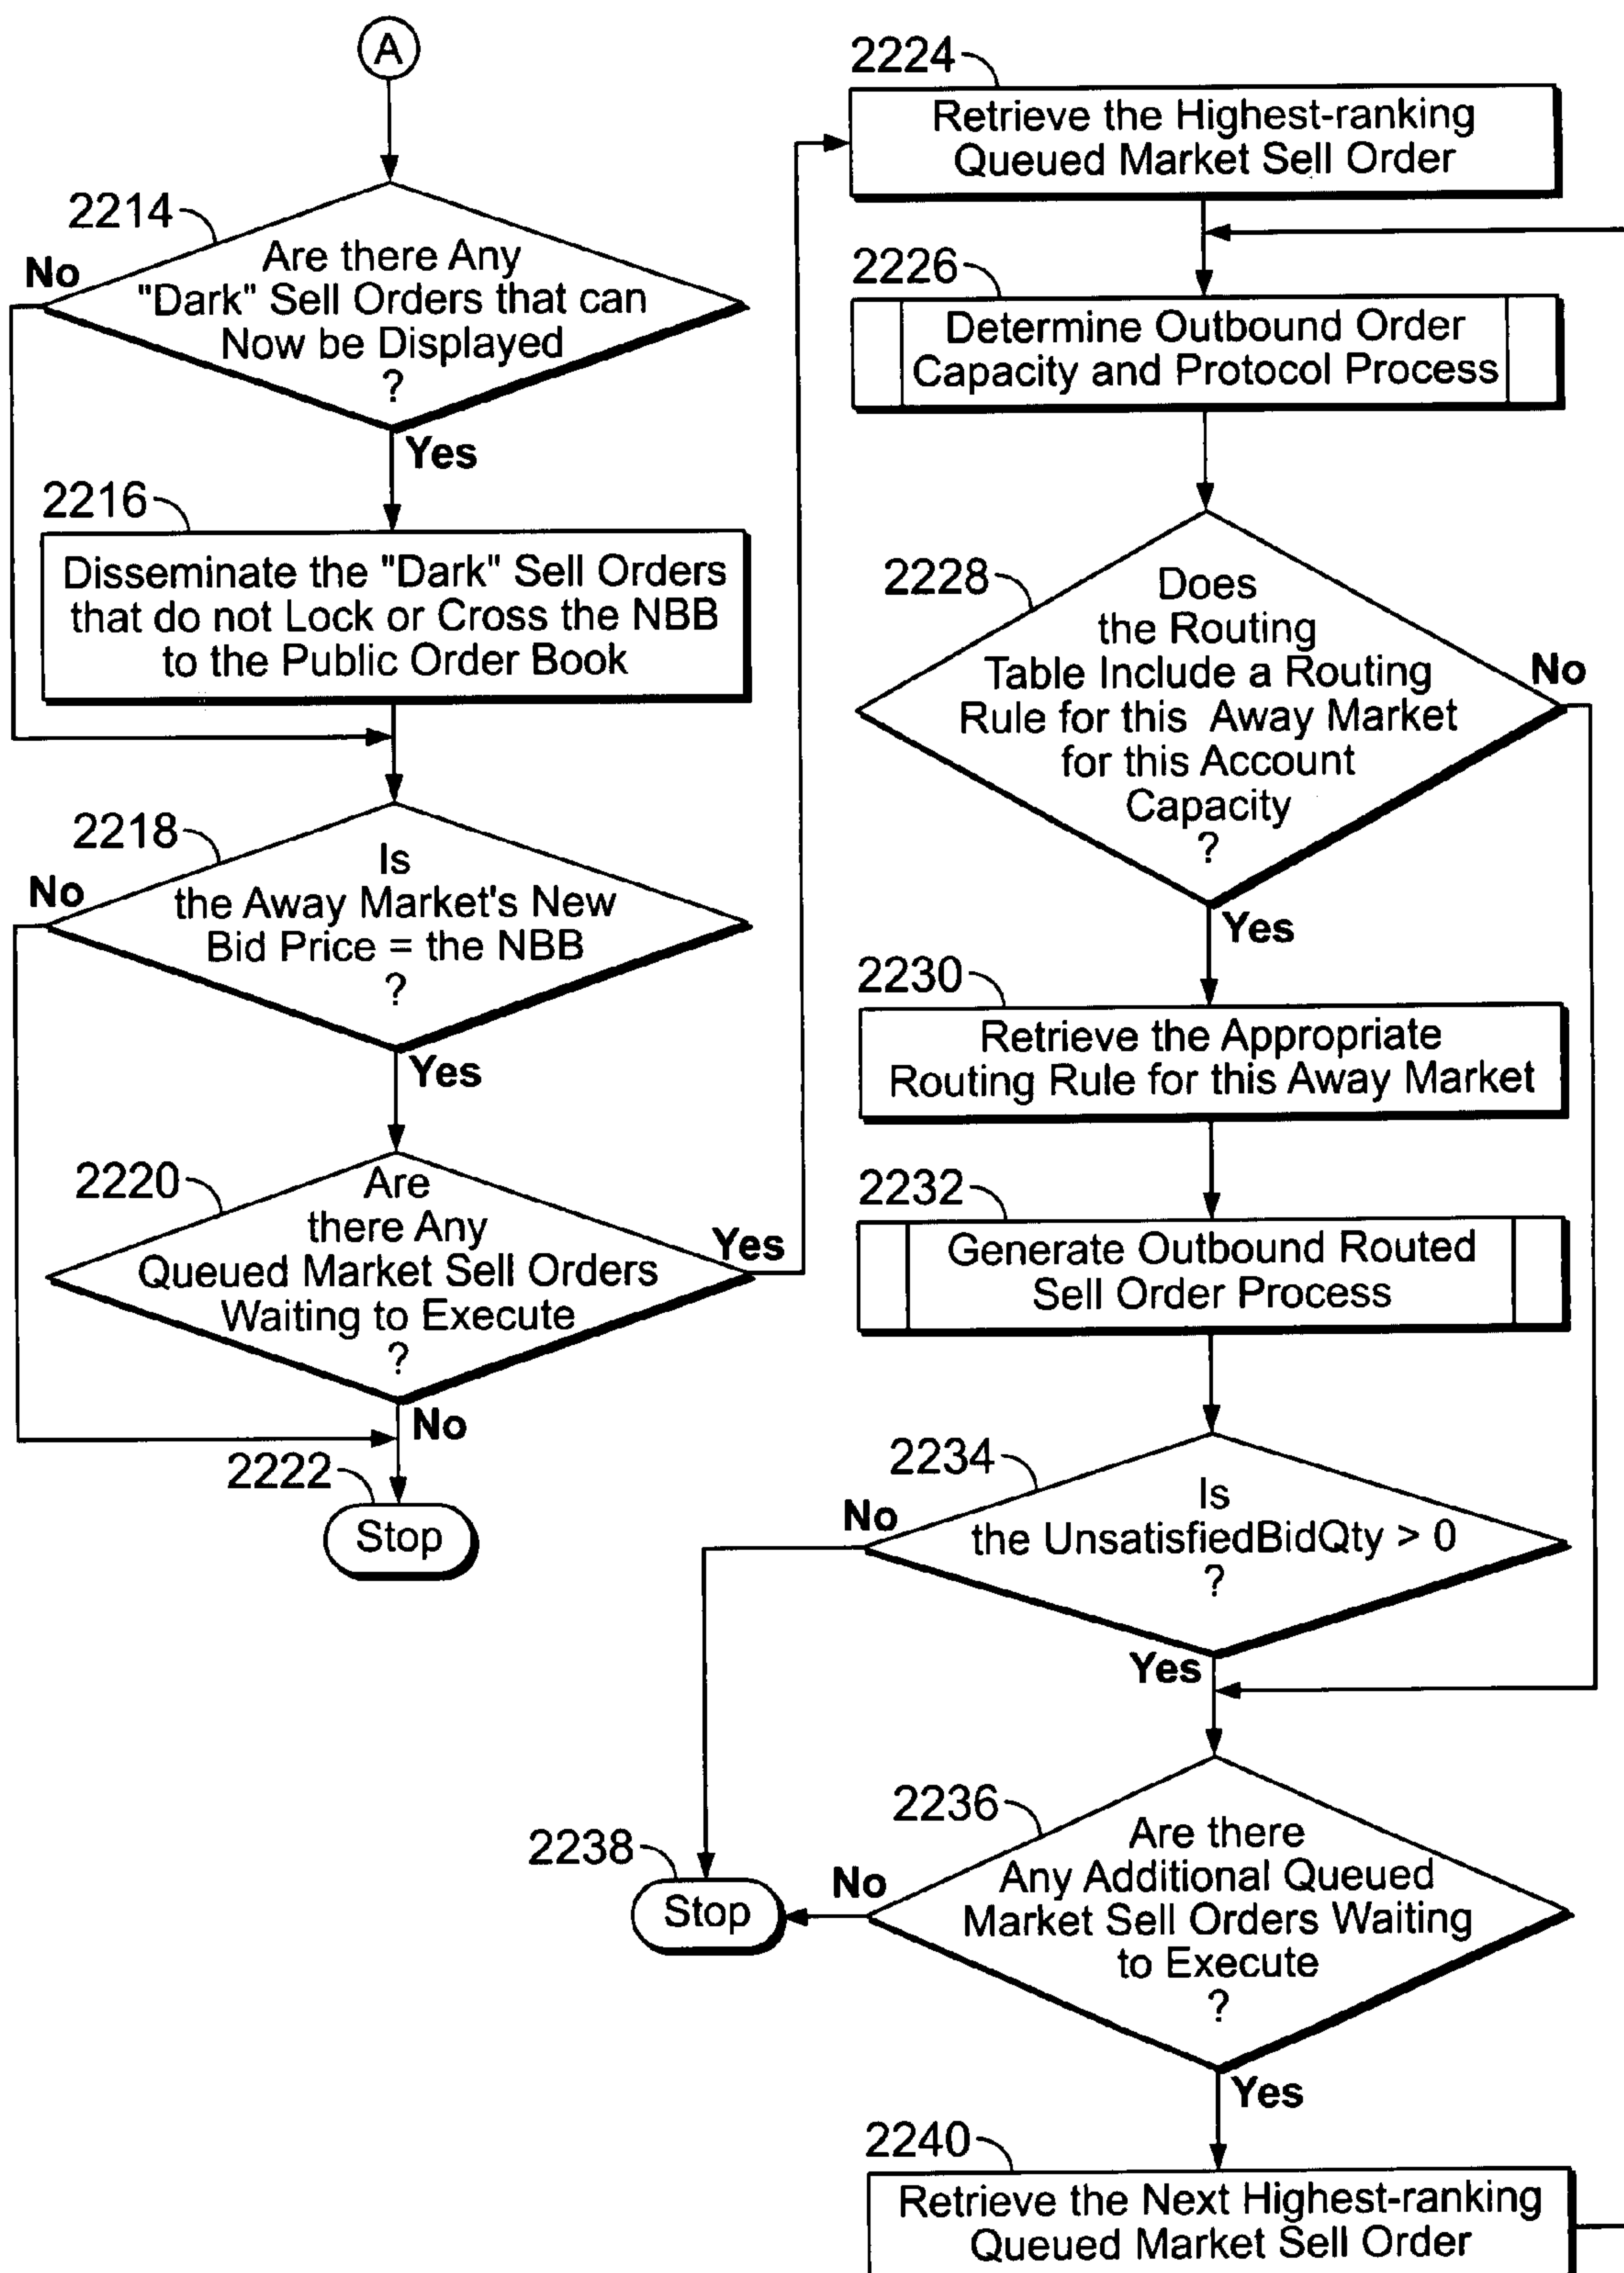 A
2214
No
Are there Any
"Dark" Sell Orders that can
Now be Displayed
?
Yes
2216
Disseminate the "Dark" Sell Orders
that do not Lock or Cross the NBB
to the Public Order Book
2218
No
Is
the Away Market's New
Bid Price = the NBB
?
Yes
2220
Are
there Any
Queued Market Sell Orders
Waiting to Execute
?
Yes
No
2222
Stop
2224
Retrieve the Highest-ranking
Queued Market Sell Order
2226
Determine Outbound Order
Capacity and Protocol Process
2228
Does
the Routing
Table Include a Routing
Rule for this Away Market
for this Account
Capacity
?
No
Yes
2230
Retrieve the Appropriate
Routing Rule for this Away Market
2232
Generate Outbound Routed
Sell Order Process
2234
No
Is
the UnsatisfiedBidQty > 0
?
Yes
2236
Are there
Any Additional Queued
Market Sell Orders Waiting
to Execute
?
No
2238
Stop
Yes
2240
Retrieve the Next Highest-ranking
Queued Market Sell Order